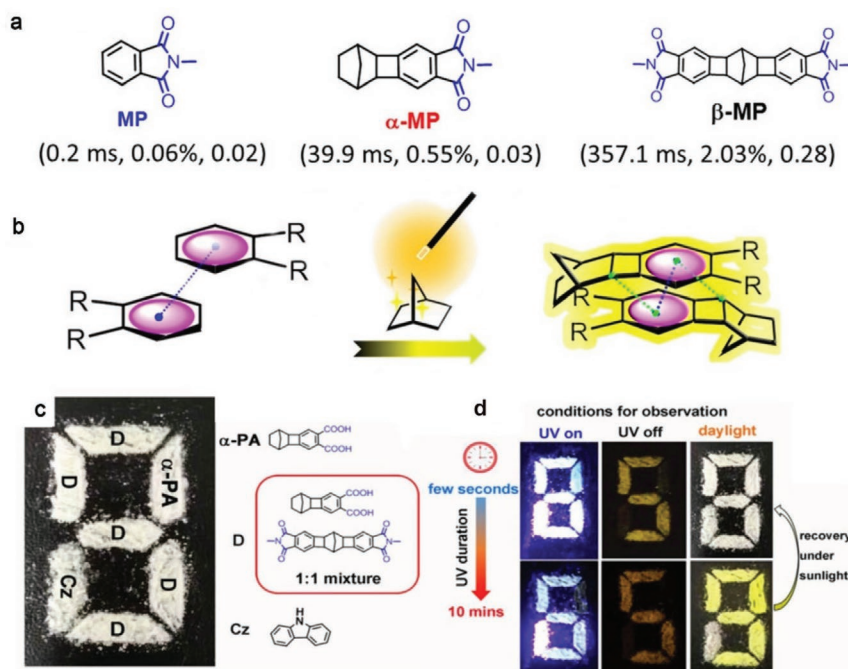 a
O
N
O
MP
(0.2 ms, 0.06%, 0.02)
O
N
O
α-MP
(39.9 ms, 0.55%, 0.03)
O
N
O
O
N
O
β-MP
(357.1 ms, 2.03%, 0.28)
b
R
R
R
R
R
R
R
R
c
D
D
α-PA
D
Cz
D
D
α-PA
COOH
COOH
D
COOH
COOH
O
N
O
O
N
O
1:1 mixture
Cz
H
N
d
conditions for observation
UV on
UV off
daylight
few seconds
UV duration
10 mins
recovery
under
sunlight